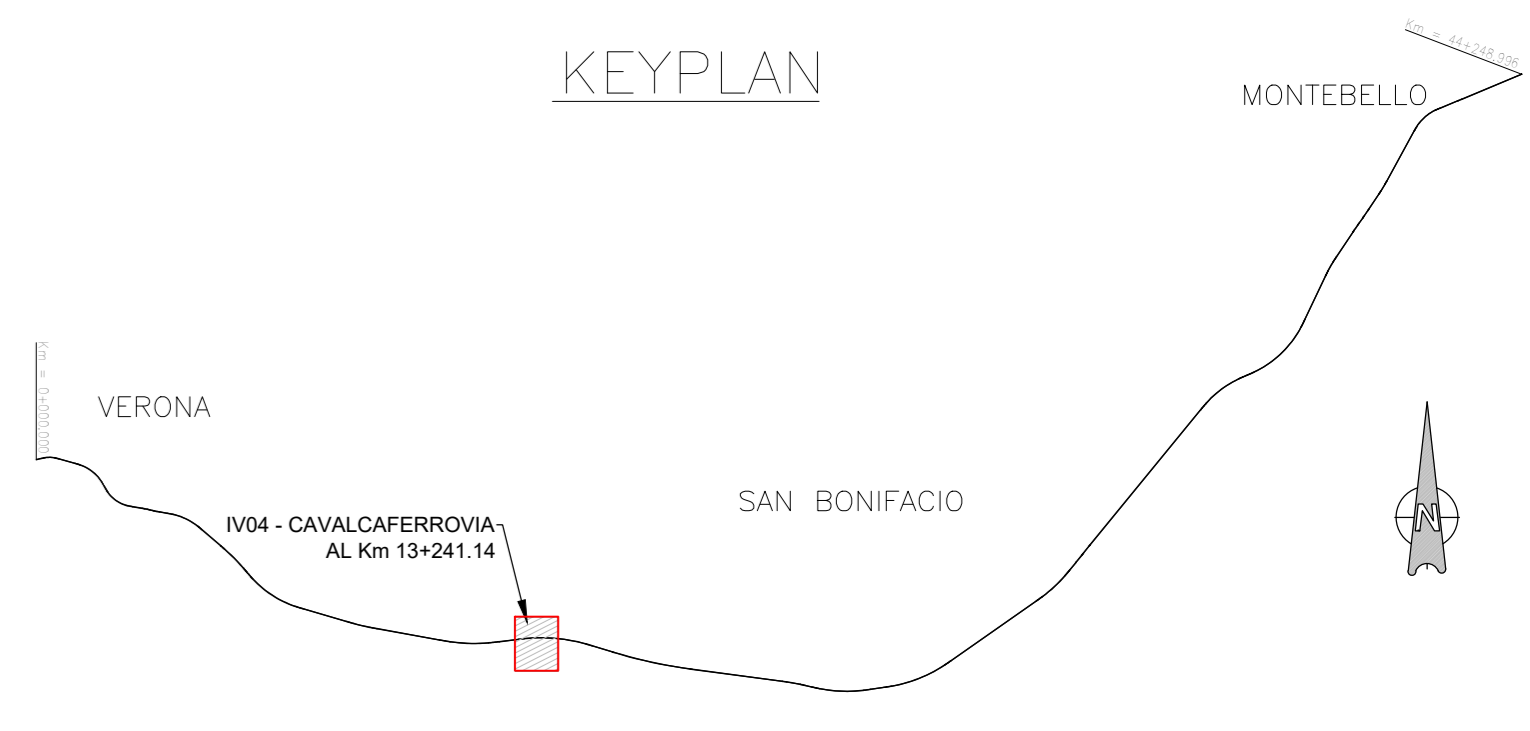 KEYPLAN
Km = 44+248.996
MONTEBELLO
Km = 0+000.000
VERONA
SAN BONIFACIO
IV04 - CAVALCAFERROVIA
AL Km 13+241.14
N